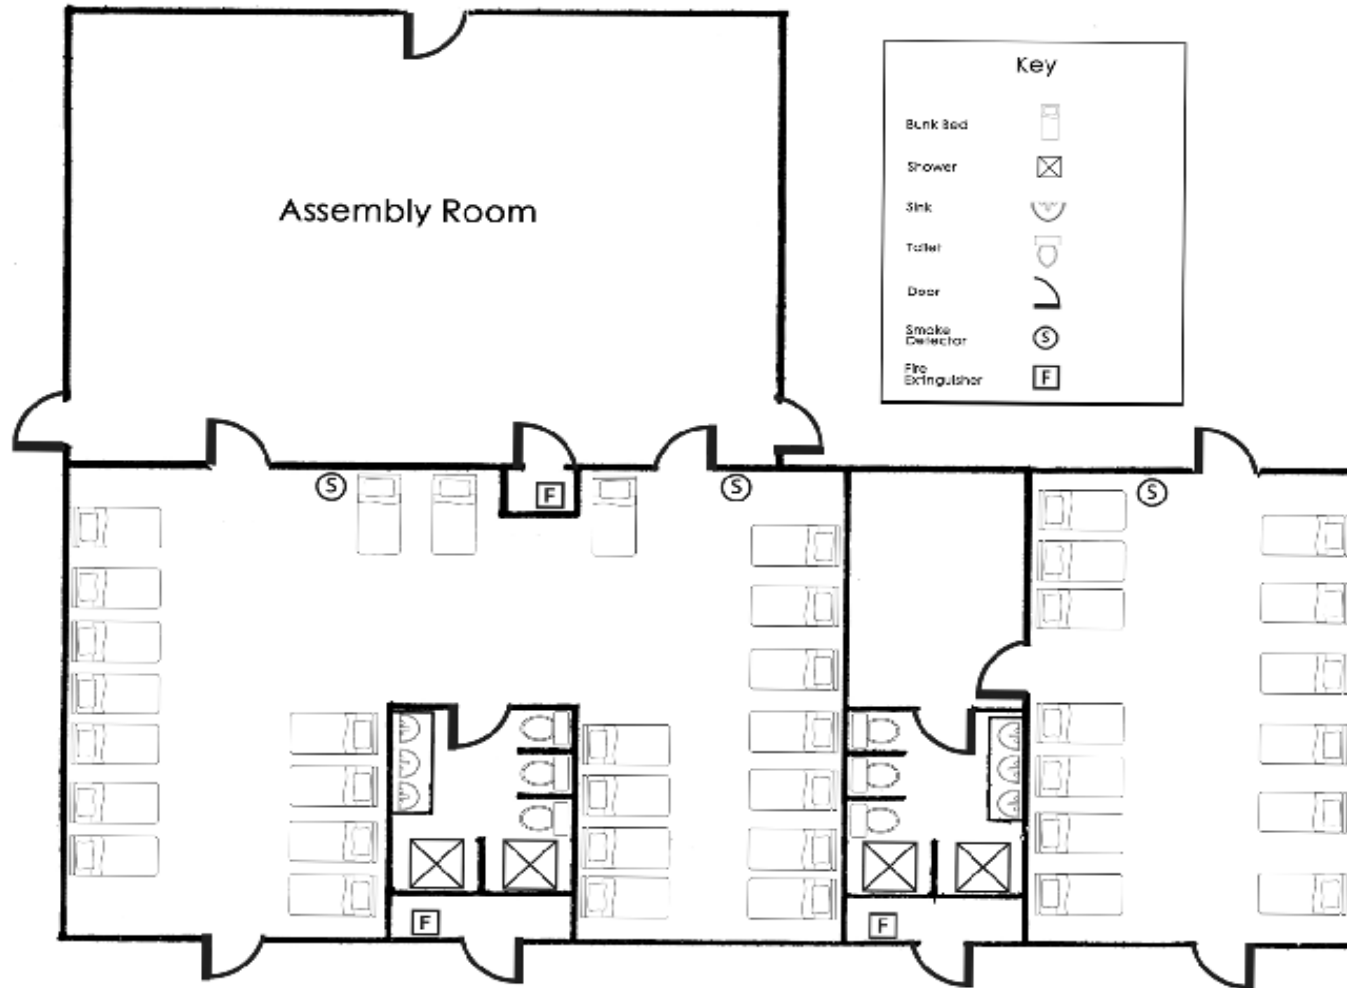 Key
Bunk Bed
Shower
Sink
Toilet
Door
Smoke
Detector
S
Fire
Extinguisher
F
Assembly Room
S
F
S
S
F
F